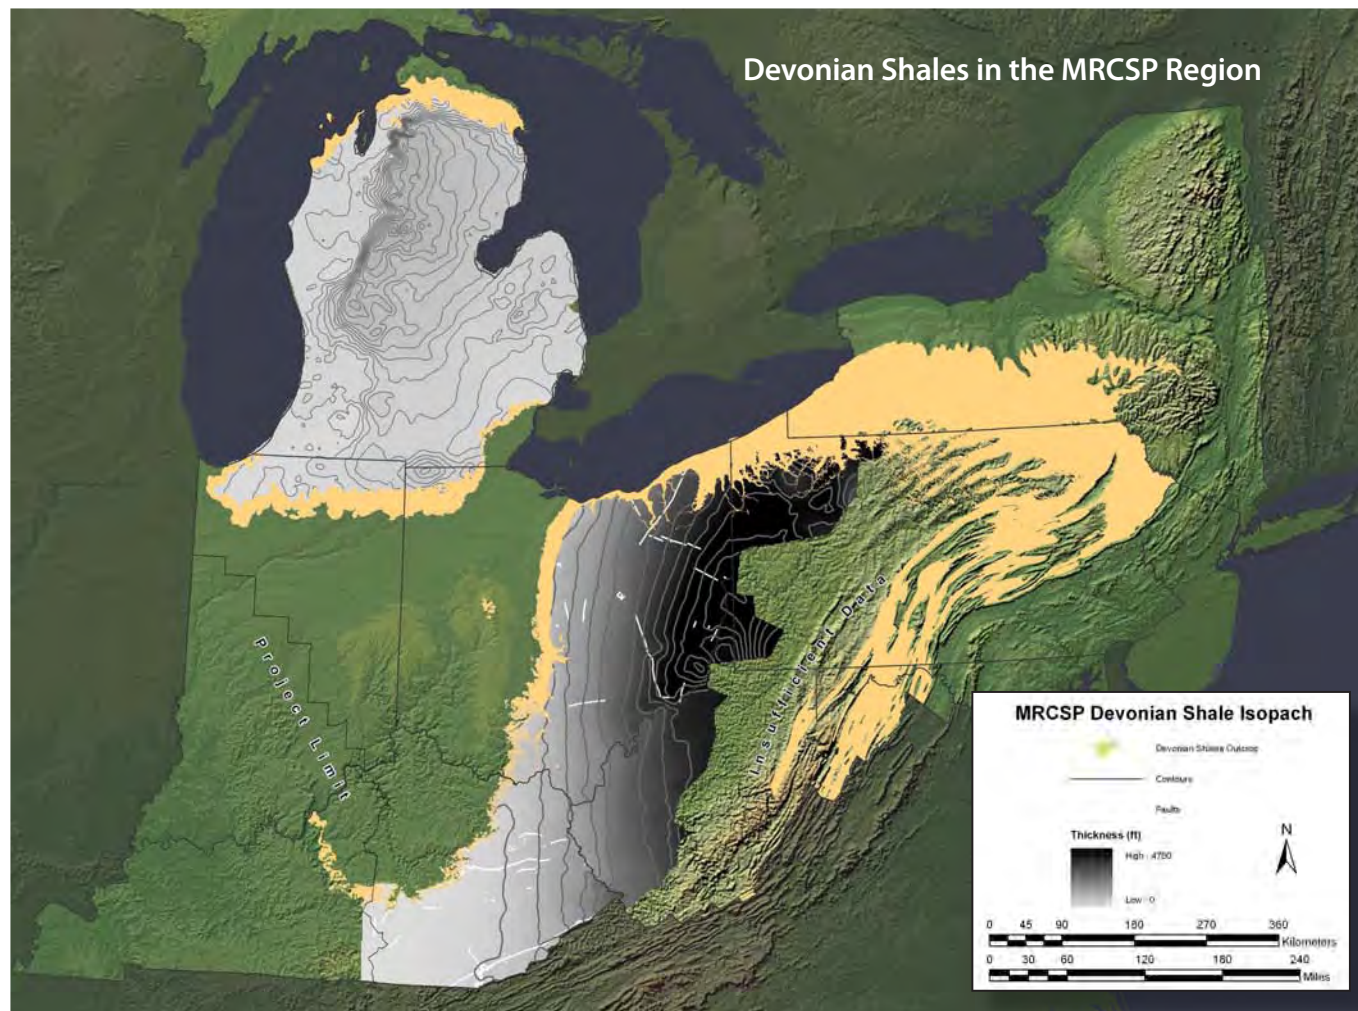 Devonian Shales in the MRCSP Region
Project Limit
Insufficient Data
MRCSP Devonian Shale Isopach
Devonian Shales Outcrop
Contours
Faults
Thickness (ft)
High : 4750
Low : 0
N
0 45 90 180 270 360
Kilometers
0 30 60 120 180 240
Miles